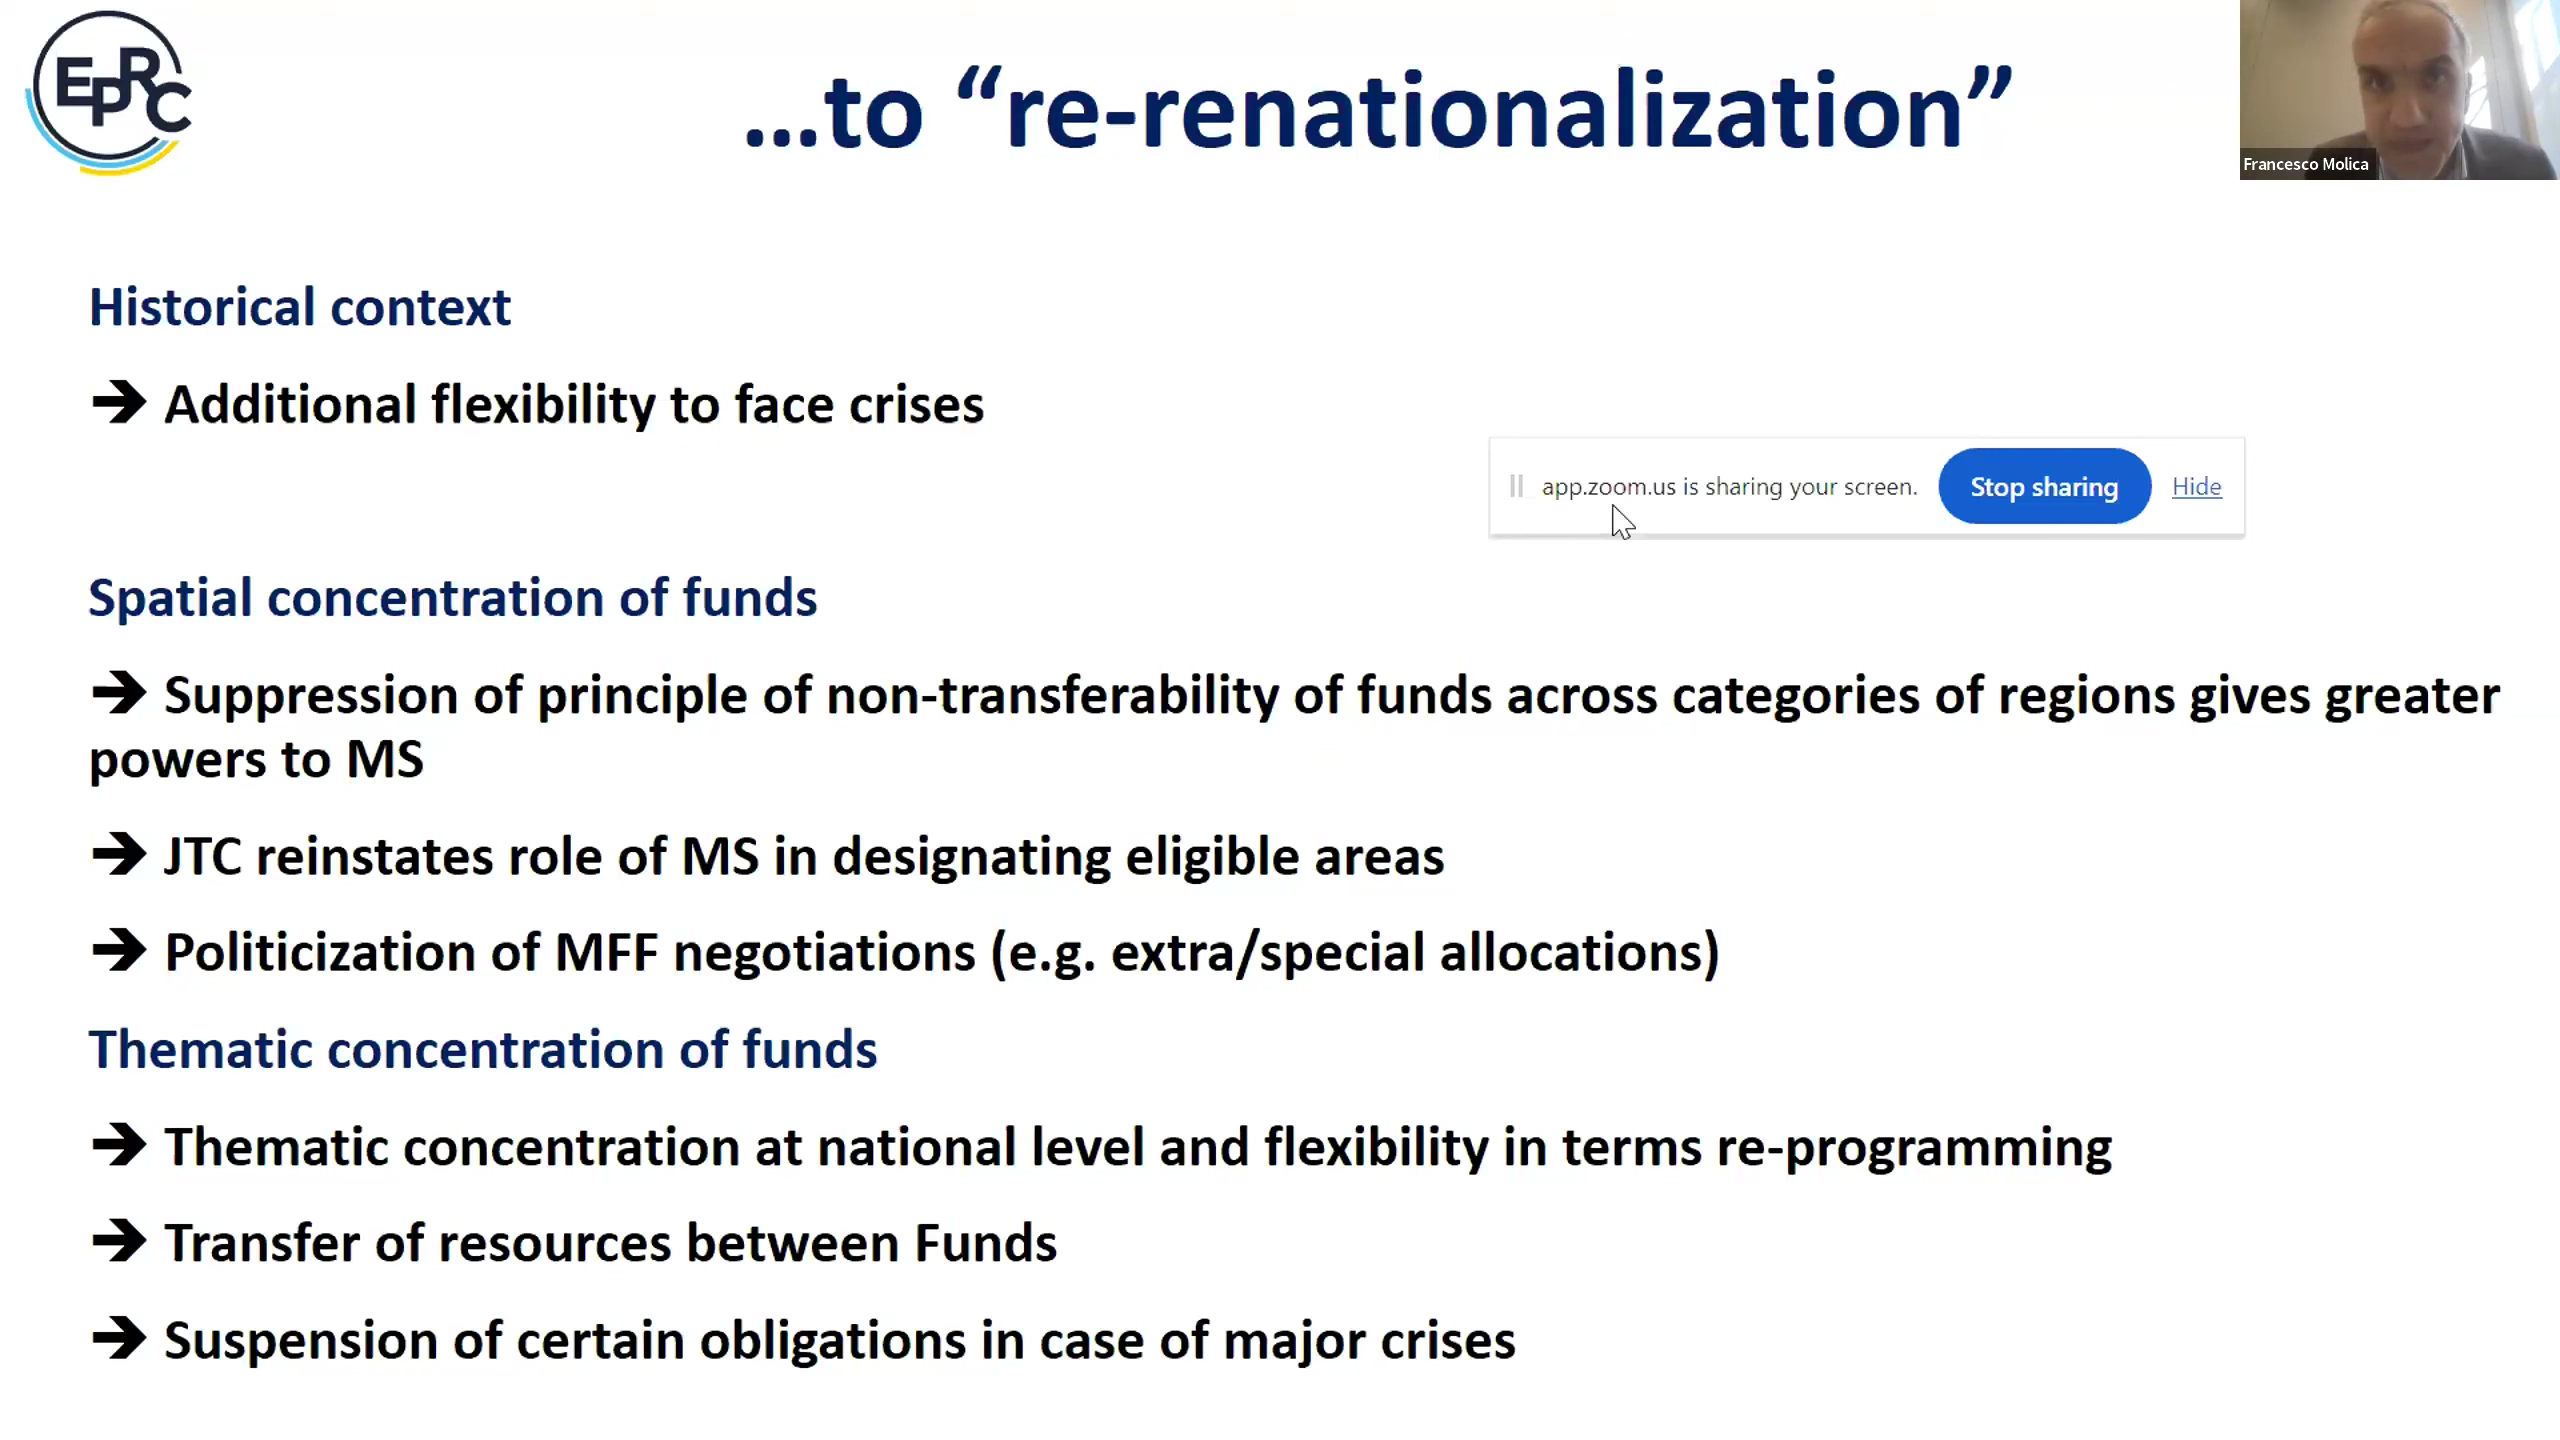 EPRC
...to “re-renationalization”
Francesco Molica
Historical context
➔ Additional flexibility to face crises
app.zoom.us is sharing your screen. Stop sharing Hide
Spatial concentration of funds
➔ Suppression of principle of non-transferability of funds across categories of regions gives greater
powers to MS
➔ JTC reinstates role of MS in designating eligible areas
➔ Politicization of MFF negotiations (e.g. extra/special allocations)
Thematic concentration of funds
➔ Thematic concentration at national level and flexibility in terms re-programming
➔ Transfer of resources between Funds
➔ Suspension of certain obligations in case of major crises